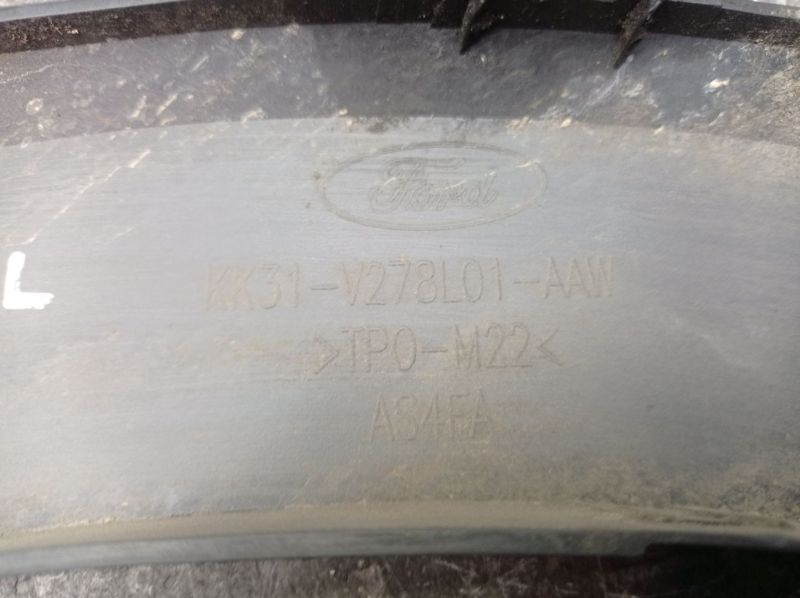 Ford
L
KK31-V278L01-AAW
>TPO-M22<
AS4FA